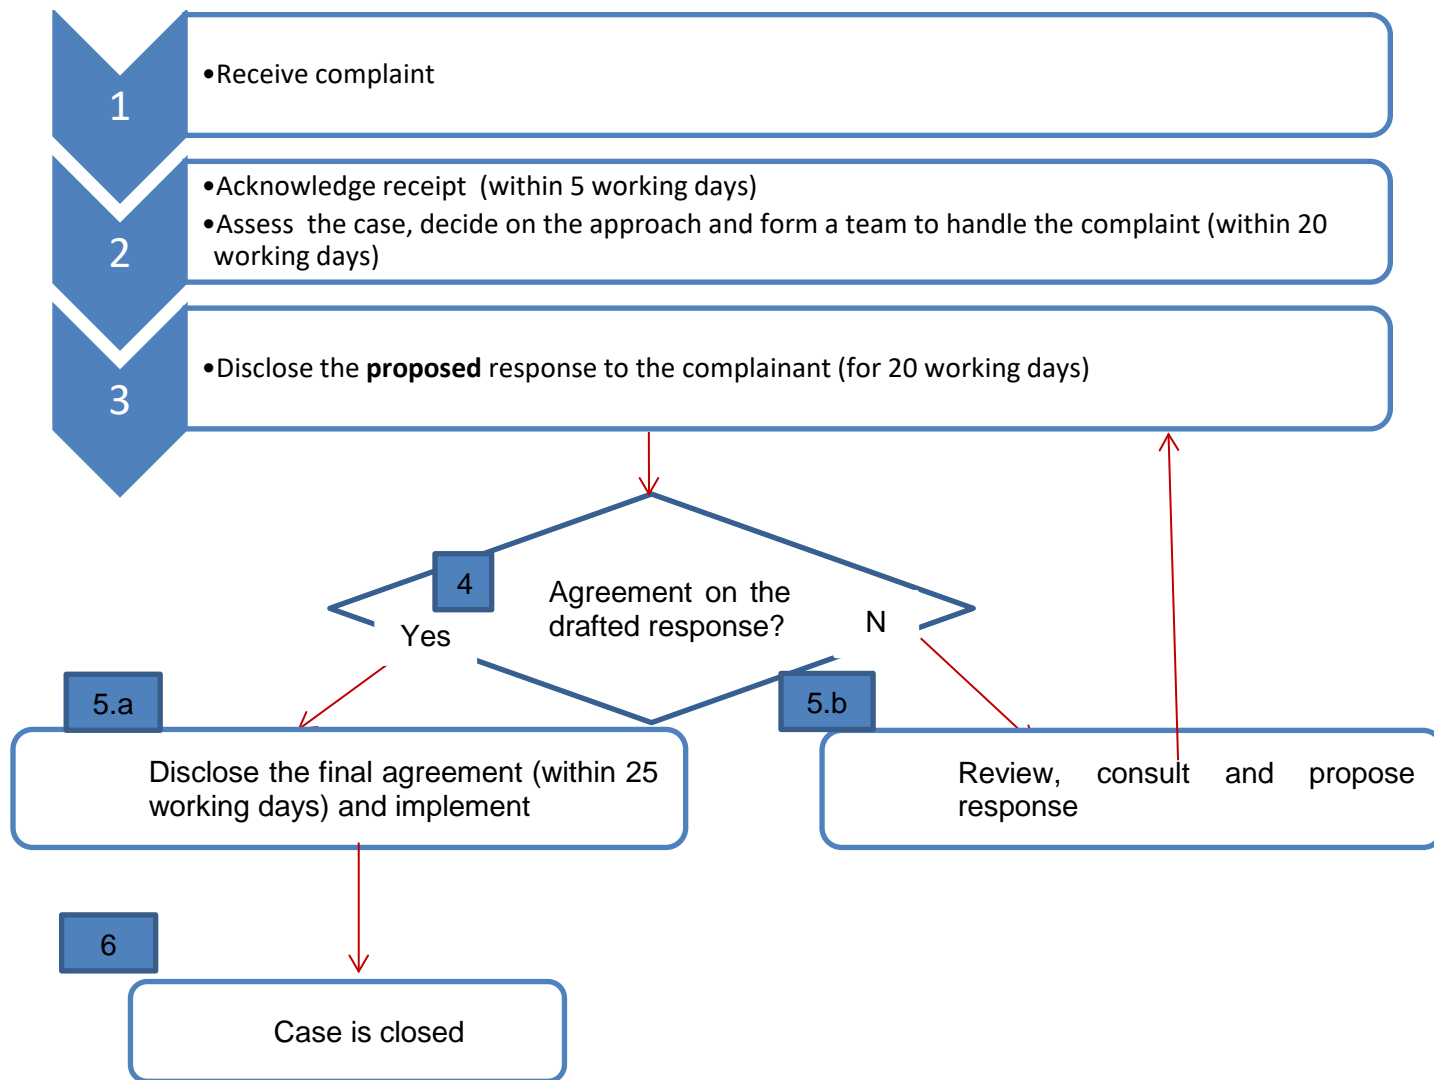 1
•Receive complaint
2
•Acknowledge receipt (within 5 working days)
•Assess the case, decide on the approach and form a team to handle the complaint (within 20
working days)
3
•Disclose the proposed response to the complainant (for 20 working days)
4
Agreement on the
drafted response?
Yes
N
5.a
Disclose the final agreement (within 25
working days) and implement
5.b
Review, consult and propose
response
6
Case is closed